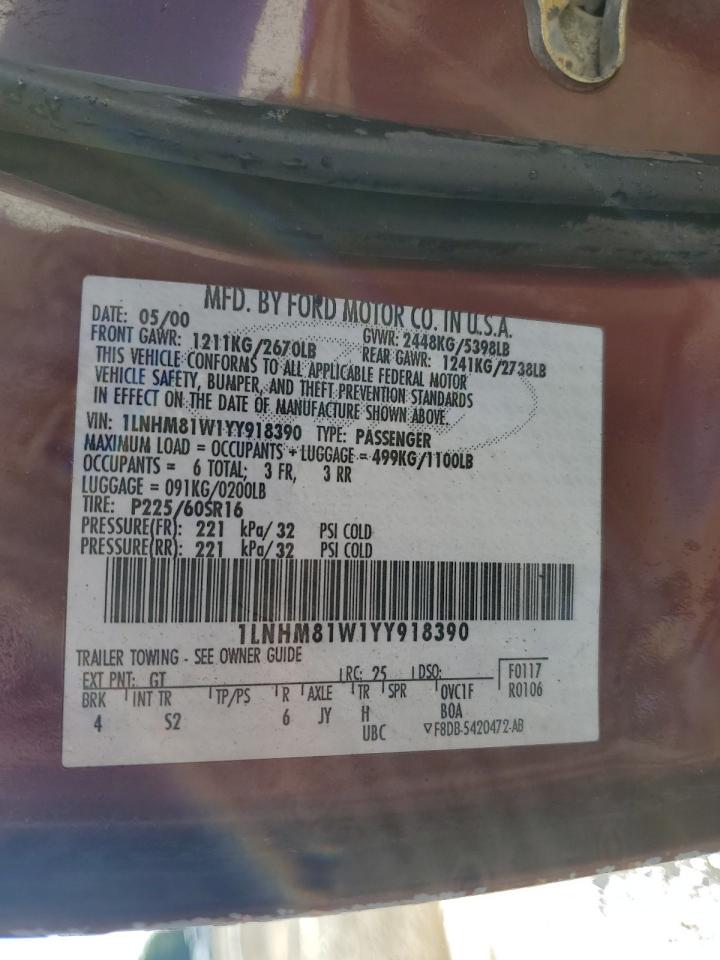 MFD. BY FORD MOTOR CO. IN U.S.A.
DATE: 05/00 GVWR: 2448KG/5398LB
FRONT GAWR: 1211KG/2670LB REAR GAWR: 1241KG/2738LB
THIS VEHICLE CONFORMS TO ALL APPLICABLE FEDERAL MOTOR
VEHICLE SAFETY, BUMPER, AND THEFT PREVENTION STANDARDS
IN EFFECT ON THE DATE OF MANUFACTURE SHOWN ABOVE.
VIN: 1LNHM81W1YY918390 TYPE: PASSENGER
MAXIMUM LOAD = OCCUPANTS + LUGGAGE = 499KG/1100LB
OCCUPANTS = 6 TOTAL; 3 FR, 3 RR
LUGGAGE = 091KG/0200LB
TIRE: P225/60SR16
PRESSURE(FR): 221 kPa/32 PSI COLD
PRESSURE(RR): 221 kPa/32 PSI COLD
1LNHM81W1YY918390
TRAILER TOWING - SEE OWNER GUIDE
EXT PNT: GT RC: 25 DSO: F0117
BRK INT TR TP/PS R AXLE TR SPR OVC1F R0106
4 S2 6 JY H BOA
UBC F8DB-5420472-AB